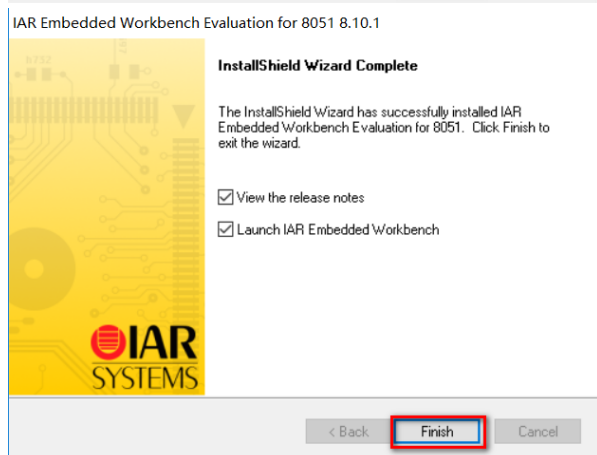 IAR Embedded Workbench Evaluation for 8051 8.10.1
InstallShield Wizard Complete
The InstallShield Wizard has successfully installed IAR
Embedded Workbench Evaluation for 8051. Click Finish to
exit the wizard.
View the release notes
Launch IAR Embedded Workbench
IAR
SYSTEMS
< Back
Finish
Cancel